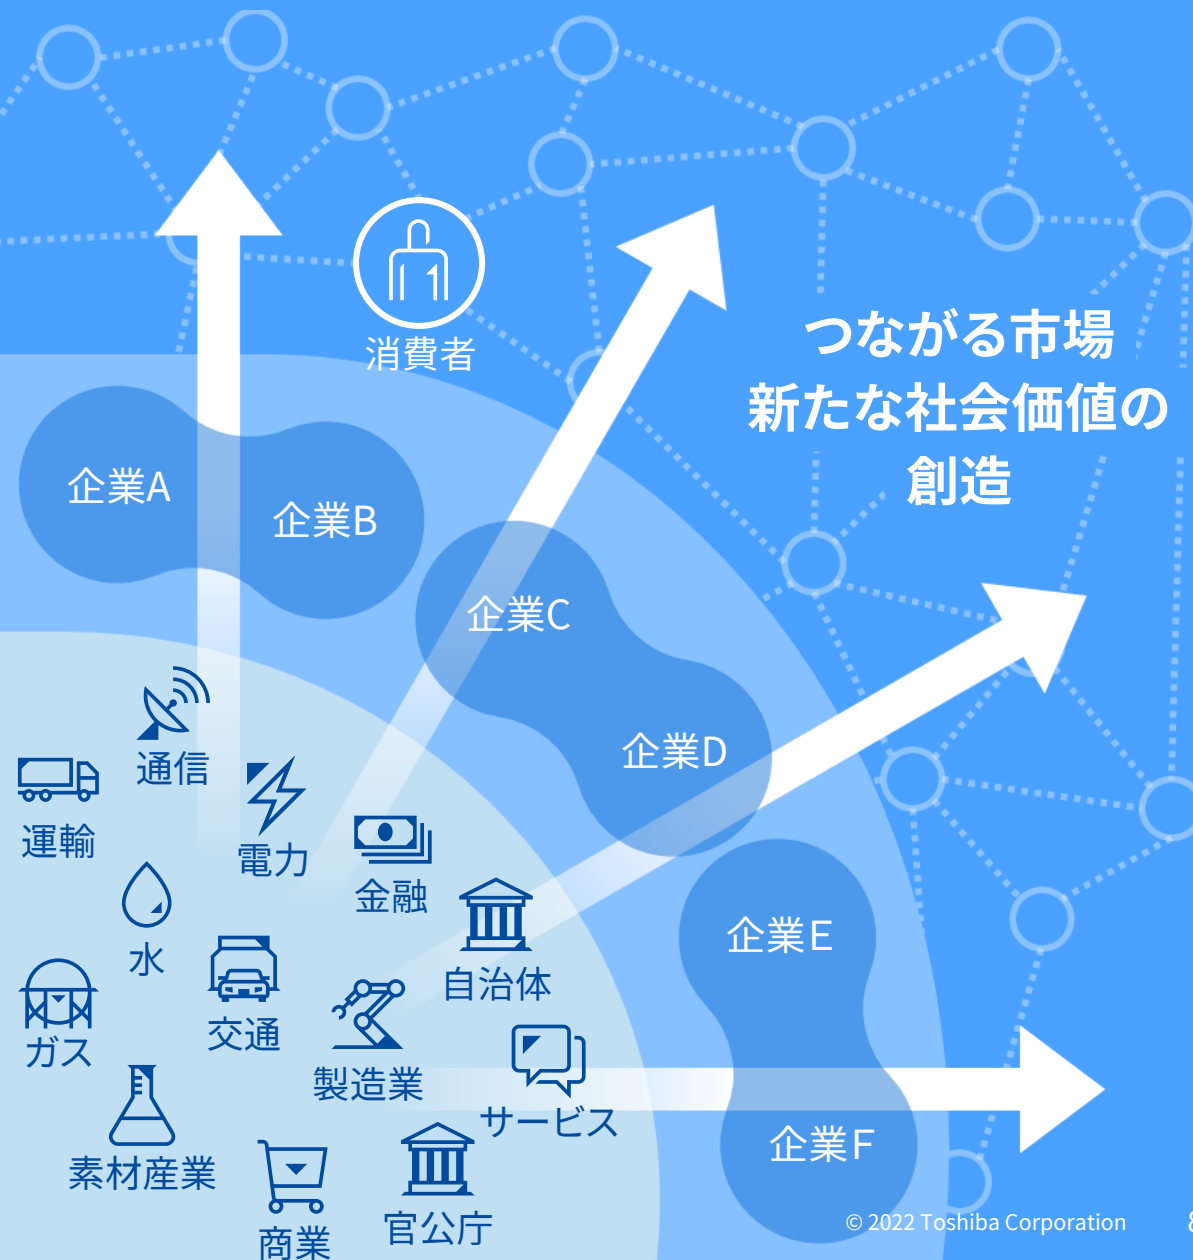 消費者
つながる市場
新たな社会価値の
創造
企業A
企業B
企業C
企業D
企業E
企業F
通信
運輸
電力
金融
水
自治体
交通
ガス
製造業
サービス
素材産業
官公庁
商業
© 2022 Toshiba Corporation